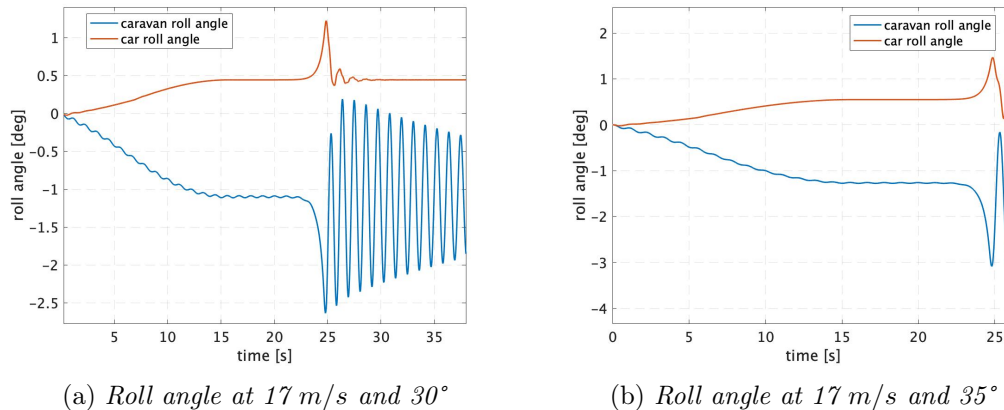 caravan roll angle
car roll angle
1
0.5
0
-0.5
-1
-1.5
-2
-2.5
roll angle [deg]
5
10
15
20
25
30
35
time [s]
(a) Roll angle at 17 m/s and 30°
caravan roll angle
car roll angle
2
1
0
-1
-2
-3
-4
roll angle [deg]
0
5
10
15
20
25
time [s]
(b) Roll angle at 17 m/s and 35°